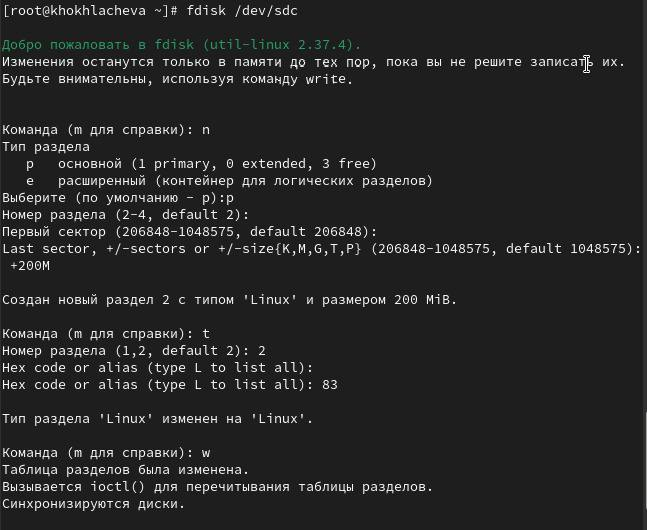 [root@khokhlacheva ~]# fdisk /dev/sdc
Добро пожаловать в fdisk (util-linux 2.37.4).
Изменения останутся только в памяти до тех пор, пока вы не решите записать их.
Будьте внимательны, используя команду write.
Команда (m для справки): n
Тип раздела
   p   основной (1 primary, 0 extended, 3 free)
   e   расширенный (контейнер для логических разделов)
Выберите (по умолчанию - p):p
Номер раздела (2-4, default 2):
Первый сектор (206848-1048575, default 206848):
Last sector, +/-sectors or +/-size{K,M,G,T,P} (206848-1048575, default 1048575):
 +200M
Создан новый раздел 2 с типом 'Linux' и размером 200 MiB.
Команда (m для справки): t
Номер раздела (1,2, default 2): 2
Hex code or alias (type L to list all):
Hex code or alias (type L to list all): 83
Тип раздела 'Linux' изменен на 'Linux'.
Команда (m для справки): w
Таблица разделов была изменена.
Вызывается ioctl() для перечитывания таблицы разделов.
Синхронизируются диски.